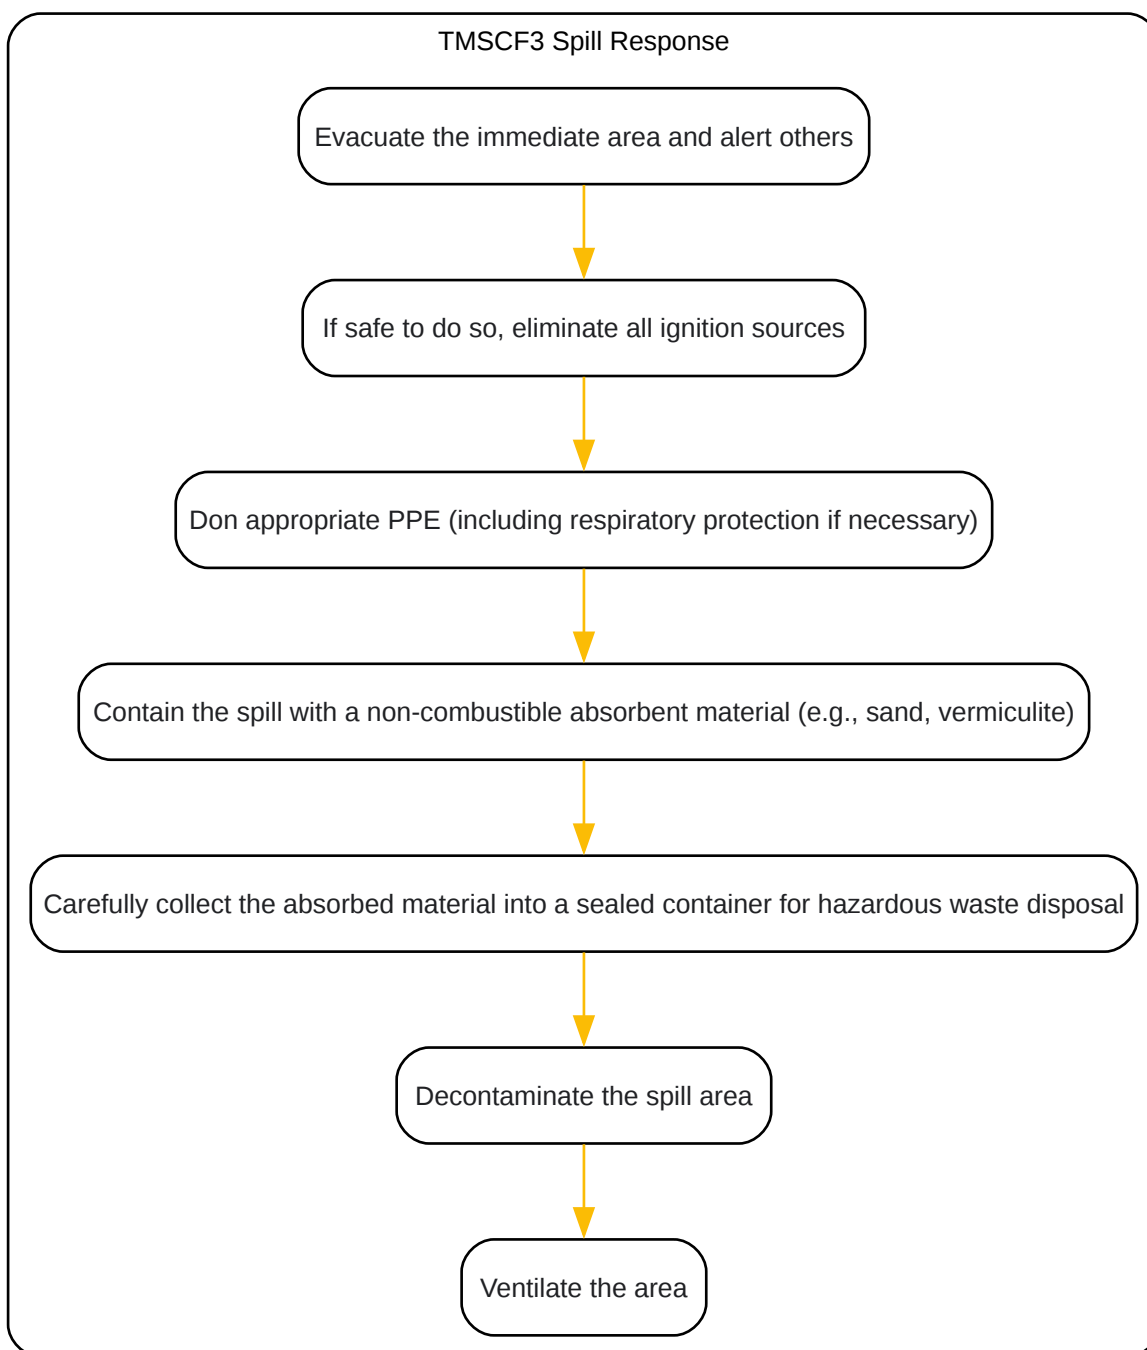 TMSCF3 Spill Response
Evacuate the immediate area and alert others
If safe to do so, eliminate all ignition sources
Don appropriate PPE (including respiratory protection if necessary)
Contain the spill with a non-combustible absorbent material (e.g., sand, vermiculite)
Carefully collect the absorbed material into a sealed container for hazardous waste disposal
Decontaminate the spill area
Ventilate the area